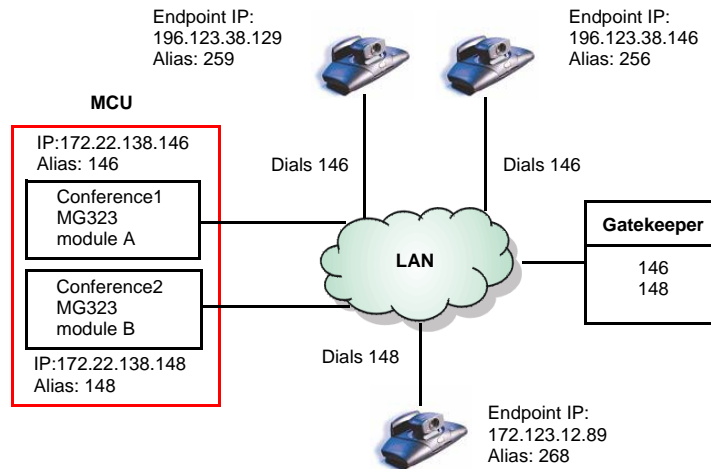 Endpoint IP:
196.123.38.129
Alias: 259
Endpoint IP:
196.123.38.146
Alias: 256
MCU
IP:172.22.138.146
Alias: 146
Conference1
MG323
module A
Conference2
MG323
module B
IP:172.22.138.148
Alias: 148
Dials 146
Dials 146
LAN
Gatekeeper
146
148
Dials 148
Endpoint IP:
172.123.12.89
Alias: 268